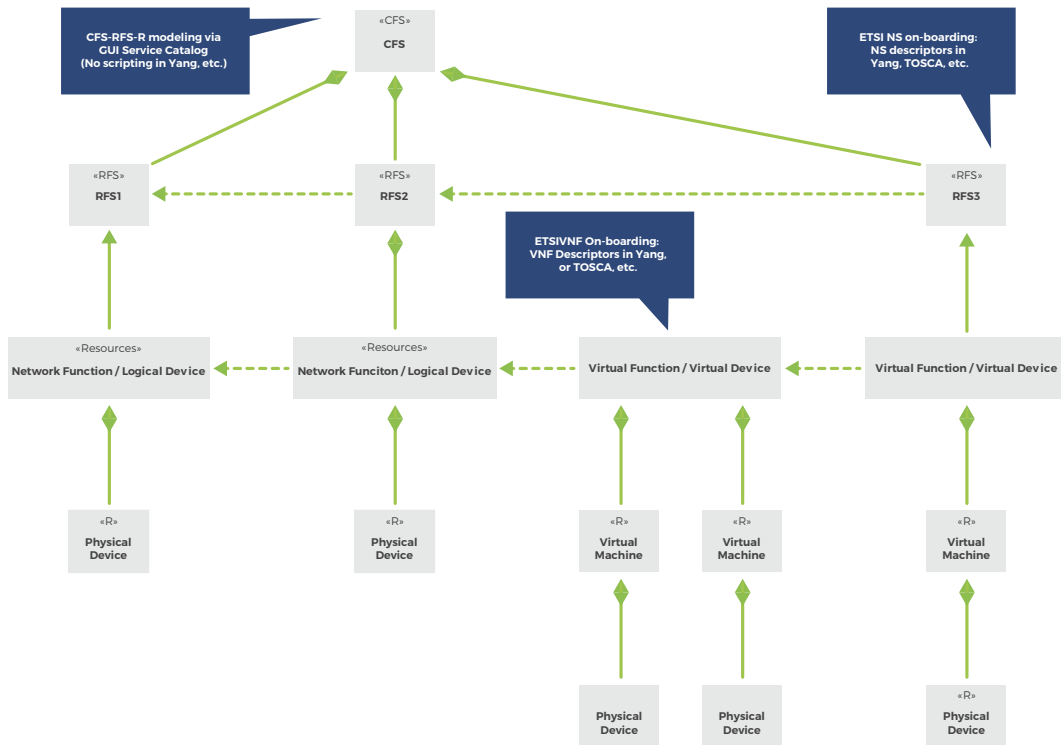 CFS-RFS-R modeling via
GUI Service Catalog
(No scripting in Yang, etc.)
«CFS»
CFS
ETSI NS on-boarding:
NS descriptors in
Yang, TOSCA, etc.
«RFS»
RFS1
«RFS»
RFS2
«RFS»
RFS3
ETSIVNF On-boarding:
VNF Descriptors in Yang,
or TOSCA, etc.
«Resources»
Network Function / Logical Device
«Resources»
Network Funciton / Logical Device
Virtual Function / Virtual Device
Virtual Function / Virtual Device
«R»
Physical
Device
«R»
Physical
Device
«R»
Virtual
Machine
«R»
Virtual
Machine
«R»
Virtual
Machine
Physical
Device
Physical
Device
«R»
Physical
Device